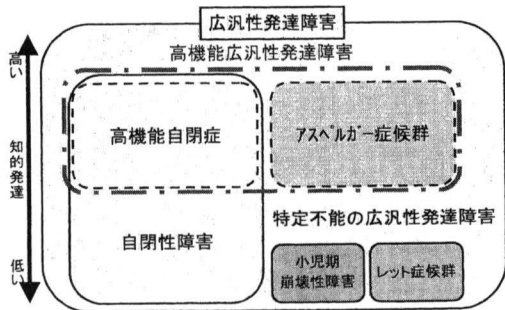 広汎性発達障害
高機能広汎性発達障害
高い
知的発達
低い
高機能自閉症
アスペルガー症候群
自閉性障害
特定不能の広汎性発達障害
小児期
崩壊性障害
レット症候群